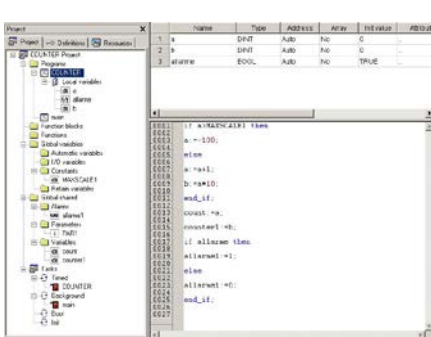 Project
Project
Definitions
Resources
COUNTER Project
Programs
COUNTER
Local variables
a
allarme
b
main
Function blocks
Functions
Global variables
Automatic variables
I/O variables
Constants
MAXSCALE1
Retain variables
Global shared
Alarms
allarme1
Parameters
Variables
count
counter1
Tasks
Timed
COUNTER
Background
main
Init
Name Type Address Array Init value
1 a DINT Auto No 0
2 b DINT Auto No 0
3 allarme BOOL Auto No TRUE
0001 if a>MAXSCALE1 then
0002
0003 a:=-100;
0004
0005 else
0006
0007 a:=a+1;
0008
0009 b:=a*10;
0010
0011 end_if;
0012
0013 count:=a;
0014
0015 counter1:=b;
0016
0017 if allarme then
0018
0019 allarme1:=1;
0020
0021 else
0022
0023 allarme1:=0;
0024
0025 end_if;
0026
0027